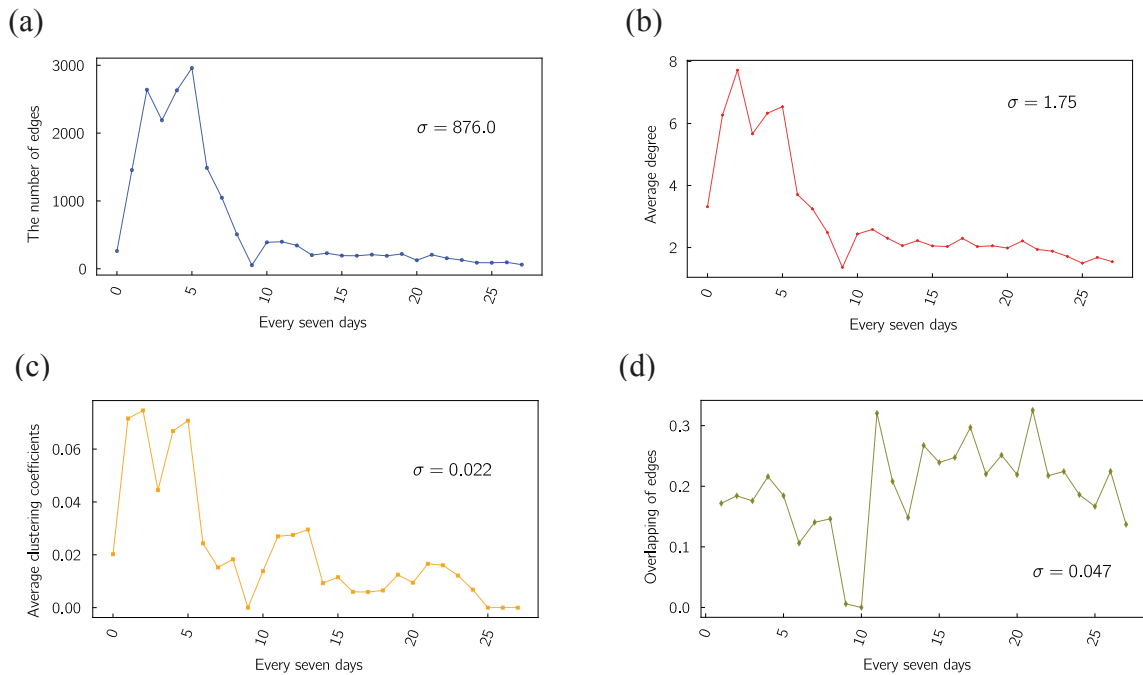 (a)
The number of edges
3000
2000
1000
0
σ = 876.0
0 5 10 15 20 25
Every seven days
(b)
Average degree
8
6
4
2
σ = 1.75
0 5 10 15 20 25
Every seven days
(c)
Average clustering coefficients
0.06
0.04
0.02
0.00
σ = 0.022
0 5 10 15 20 25
Every seven days
(d)
Overlapping of edges
0.3
0.2
0.1
0.0
σ = 0.047
0 5 10 15 20 25
Every seven days